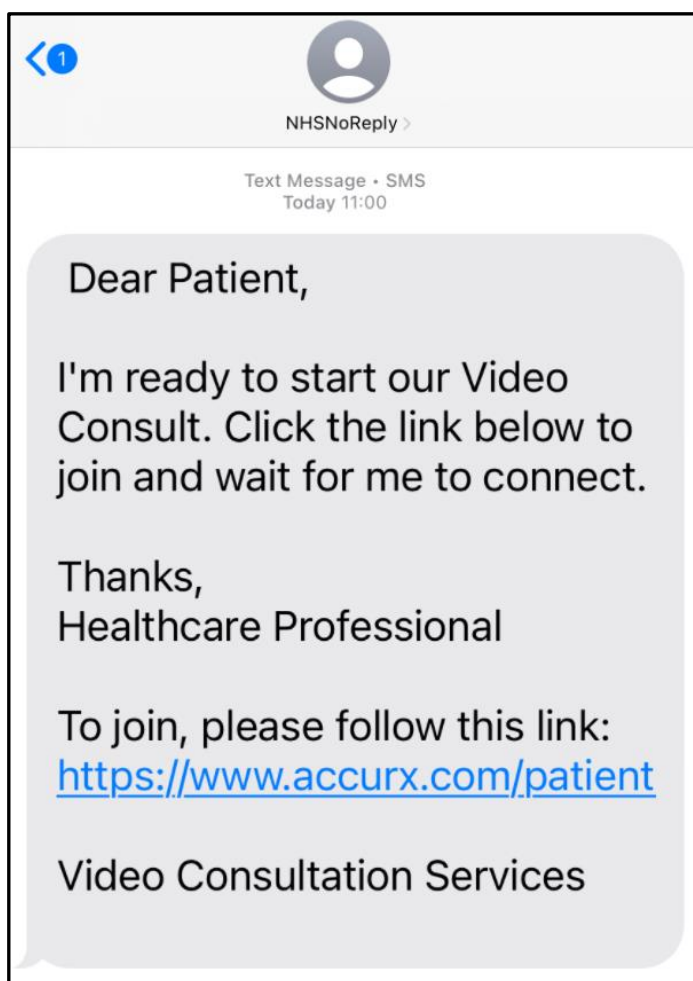 1
NHSNoReply >
Text Message • SMS
Today 11:00
Dear Patient,
I'm ready to start our Video
Consult. Click the link below to
join and wait for me to connect.
Thanks,
Healthcare Professional
To join, please follow this link:
https://www.accurx.com/patient
Video Consultation Services